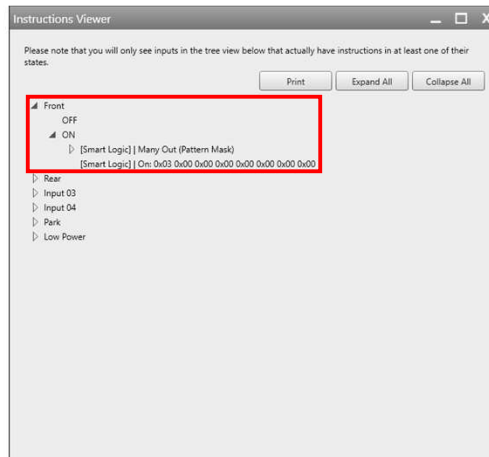 Instructions Viewer
Please note that you will only see inputs in the tree view below that actually have instructions in at least one of their
states.
Print
Expand All
Collapse All
Front
OFF
ON
[Smart Logic] | Many Out (Pattern Mask)
[Smart Logic] | On: 0x03 0x00 0x00 0x00 0x00 0x00 0x00 0x00
Rear
Input 03
Input 04
Park
Low Power